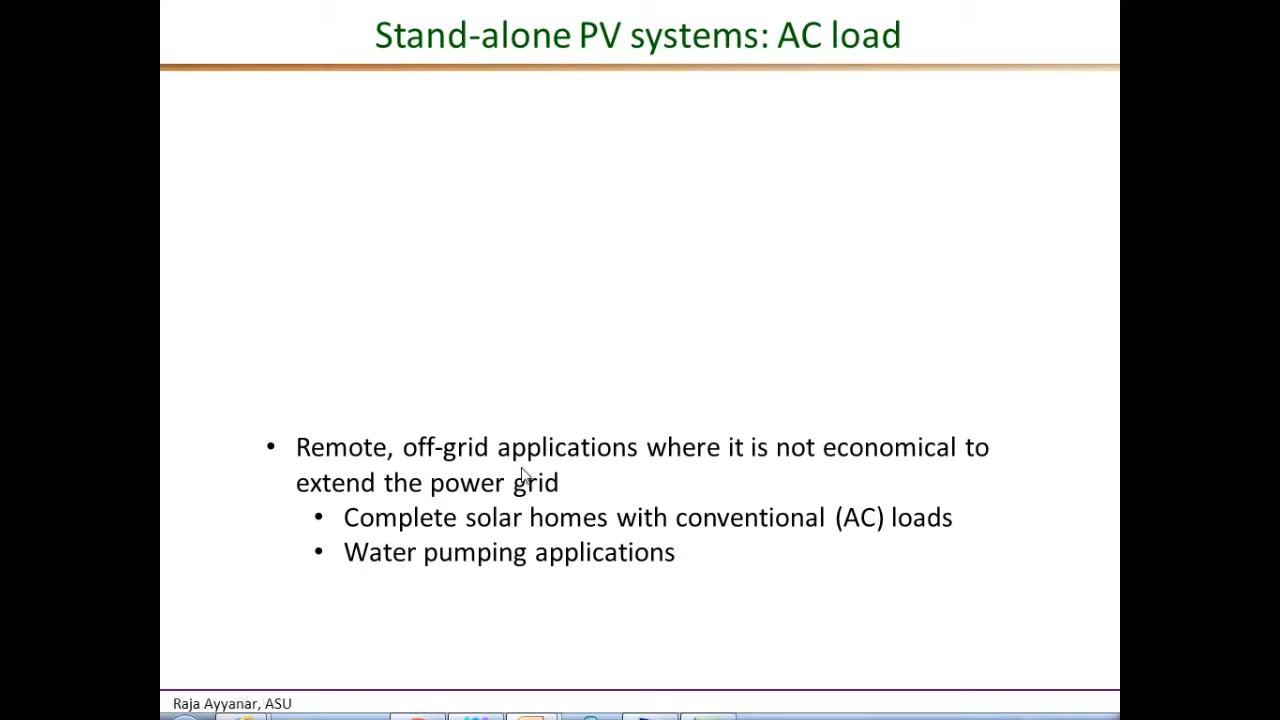 Stand-alone PV systems: AC load
• Remote, off-grid applications where it is not economical to
extend the power grid
• Complete solar homes with conventional (AC) loads
• Water pumping applications
Raja Ayyanar, ASU